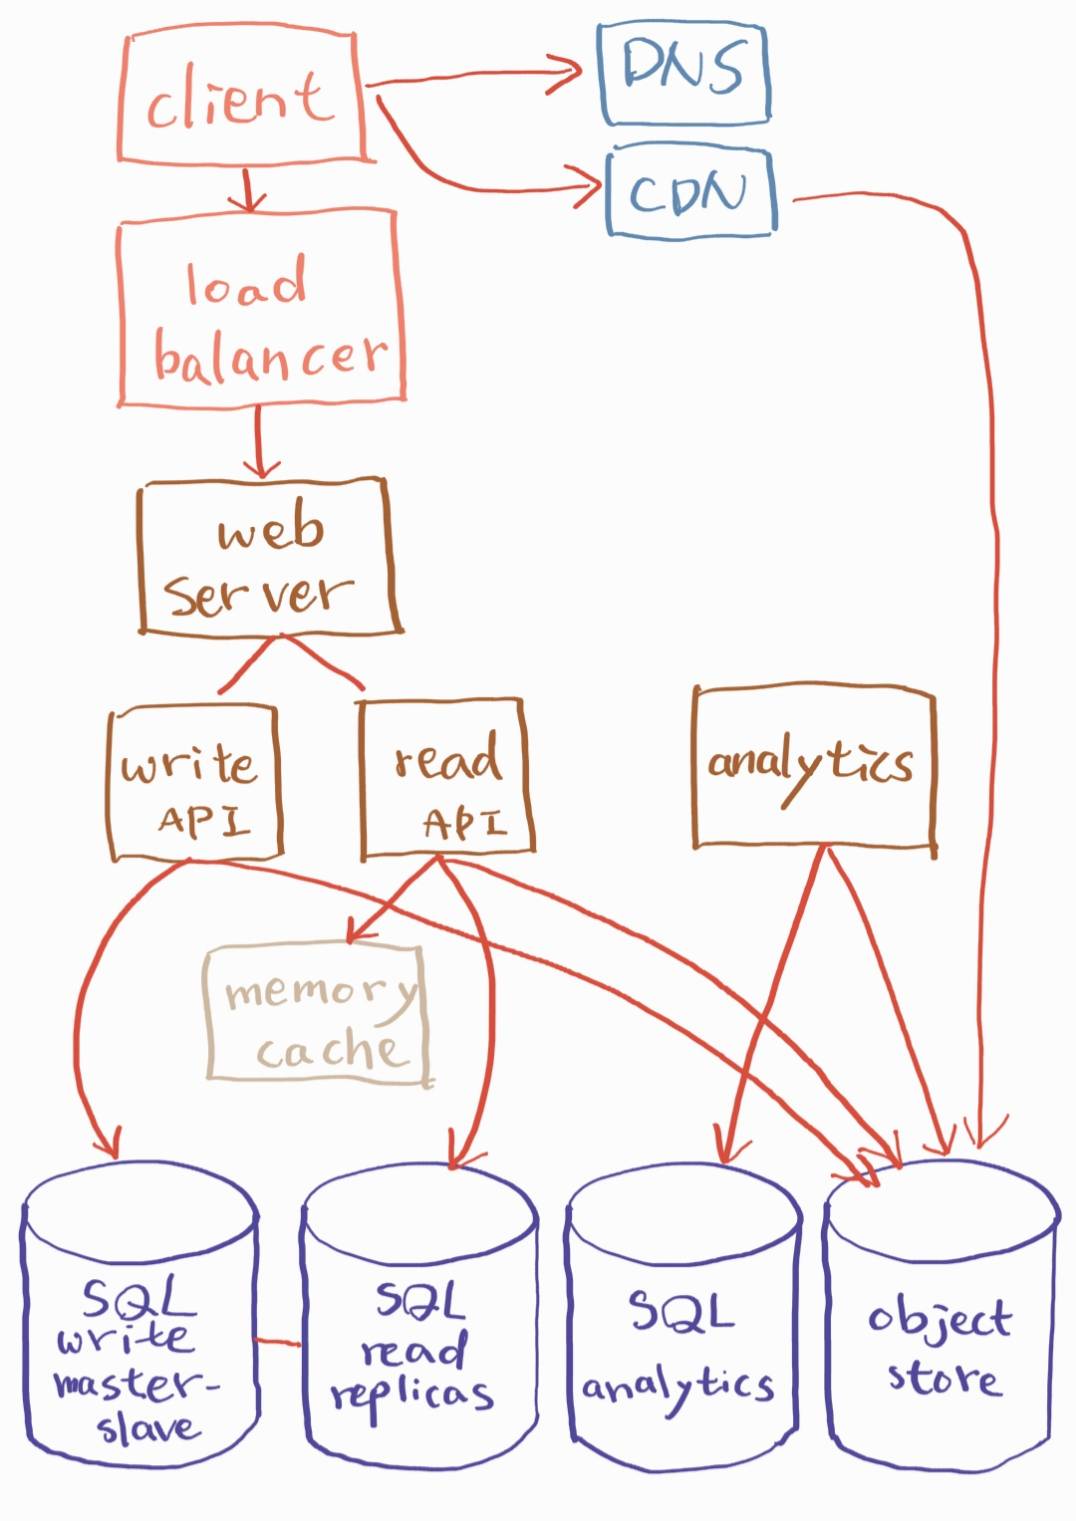 client
DNS
CDN
load
balancer
web
server
write
API
read
API
analytics
memory
cache
SQL
write
master-
slave
SQL
read
replicas
SQL
analytics
object
store